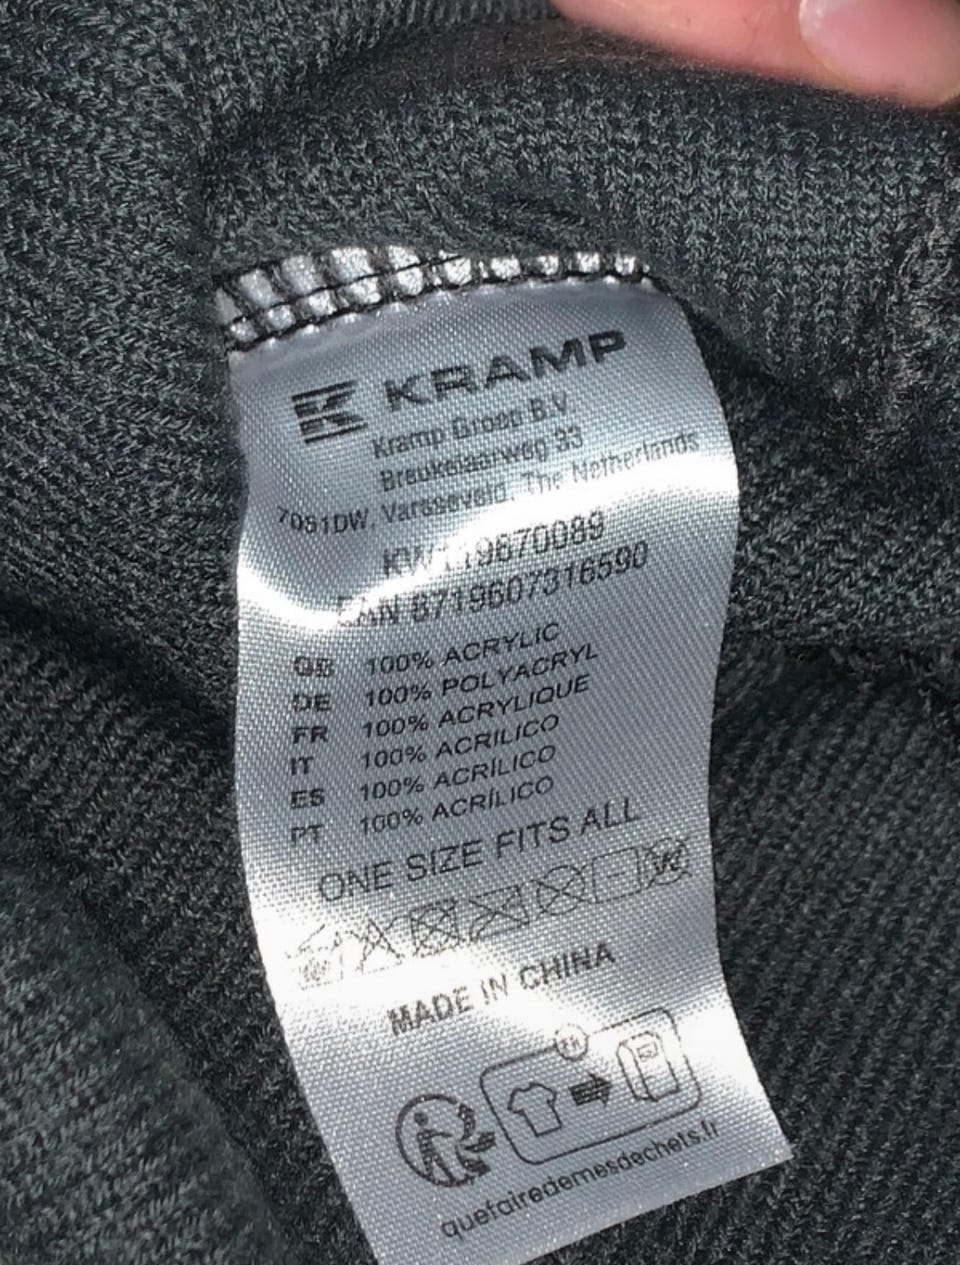 KRAMP
Kramp Groep B.V.
Breukelaarweg 33
7051DW, Varsseveld, The Netherlands
KW119670089
EAN 8719607316590
GB 100% ACRYLIC
DE 100% POLYACRYL
FR 100% ACRYLIQUE
IT 100% ACRILICO
ES 100% ACRÍLICO
PT 100% ACRÍLICO
ONE SIZE FITS ALL
W
MADE IN CHINA
FR
quefairedemesdechets.fr